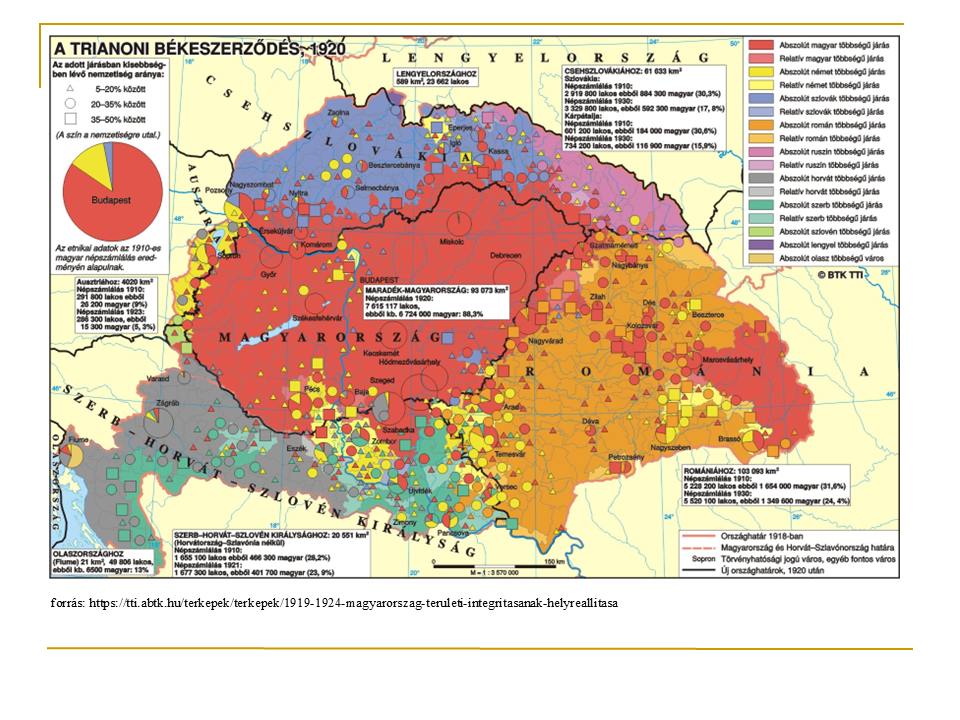 A TRIANONI BÉKESZERZŐDÉS, 1920
Az adott járásban kisebbség-
ben lévő nemzetiség aránya:
5–20% között
20–35% között
35–50% között
(A szín a nemzetiségre utal.)
Budapest
Az etnikai adatok az 1910-es
magyar népszámlálás ered-
ményén alapulnak.
Ausztriához: 4020 km²
Népszámlálás 1910:
291 800 lakos ebből
26 200 magyar (9%)
Népszámlálás 1923:
286 300 lakos, ebből
15 300 magyar (5, 3%)
LENGYELORSZÁG
LENGYELORSZÁGHOZ
589 km², 23 662 lakos
CSEHSZLOVÁKIÁHOZ: 61 633 km²
Szlovákia:
Népszámlálás 1910:
2 919 800 lakos ebből 884 300 magyar (30,3%)
Népszámlálás 1930:
3 329 800 lakos, ebből 592 300 magyar (17, 8%)
Kárpátalja:
Népszámlálás 1910:
601 200 lakos, ebből 184 000 magyar (30,6%)
Népszámlálás 1930:
734 200 lakos, ebből 116 900 magyar (15,9%)
Abszolút magyar többségű járás
Relatív magyar többségű járás
Abszolút német többségű járás
Relatív német többségű járás
Abszolút szlovák többségű járás
Relatív szlovák többségű járás
Abszolút román többségű járás
Relatív román többségű járás
Abszolút ruszin többségű járás
Relatív ruszin többségű járás
Abszolút horvát többségű járás
Relatív horvát többségű járás
Abszolút szerb többségű járás
Relatív szerb többségű járás
Abszolút szlovén többségű járás
Abszolút lengyel többségű járás
Abszolút olasz többségű város
© BTK TTI
CSEHSZLOVÁKIA
AUSZTRIA
Zsolna
Eperjes
Igló
Kassa
Besztercebánya
Selmecbánya
Nagyszombat
Pozsony
Nyitra
Érsekújvár
Komárom
Sopron
Győr
Miskolc
Debrecen
Szatmárnémeti
Nagybánya
BUDAPEST
MARADÉK-MAGYARORSZÁG: 93 073 km²
Népszámlálás 1920:
7 615 117 lakos,
ebből kb. 6 724 000 magyar: 88,3%
Székesfehérvár
MAGYARORSZÁG
Kecskemét
Hódmezővásárhely
Szeged
Baja
Pécs
Szabadka
Zombor
Eszék
Újvidék
Zimony
Pancsova
Versec
Temesvár
Arad
Nagyvárad
Zilah
Dés
Kolozsvár
Beszterce
Marosvásárhely
ROMÁNIA
Déva
Petrozsény
Nagyszeben
Brassó
Varasd
Zágráb
Fiume
SZERB–HORVÁT–SZLOVÉN KIRÁLYSÁG
OLASZORSZÁG
ROMÁNIÁHOZ: 103 093 km²
Népszámlálás 1910:
5 228 200 lakos ebből 1 654 000 magyar (31,6%)
Népszámlálás 1930:
5 520 100 lakos, ebből 1 349 600 magyar (24, 4%)
SZERB–HORVÁT–SZLOVÉN KIRÁLYSÁGHOZ: 20 551 km²
(Horvátország–Szlavónia nélkül)
Népszámlálás 1910:
1 655 100 lakos ebből 466 300 magyar (28,2%)
Népszámlálás 1921:
1 677 300 lakos, ebből 401 700 magyar (23, 9%)
OLASZORSZÁGHOZ
(Fiume) 21 km², 49 806 lakos,
ebből kb. 6500 magyar: 13%
0 150 km
M = 1 : 3 570 000
Országhatár 1918-ban
Magyarország és Horvát–Szlavónország határa
Sopron Törvényhatósági jogú város, egyéb fontos város
Új országhatárok, 1920 után
forrás: https://tti.abtk.hu/terkepek/terkepek/1919-1924-magyarorszag-teruleti-integritasanak-helyreallitasa